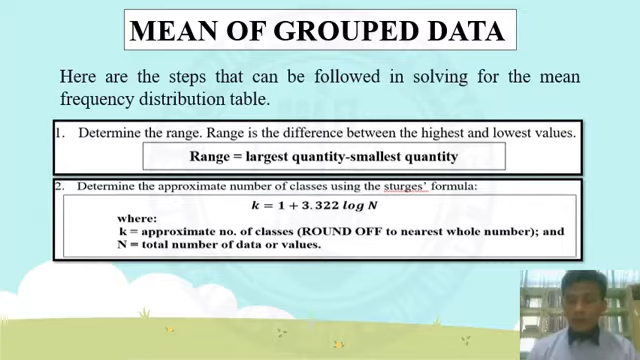 MEAN OF GROUPED DATA
Here are the steps that can be followed in solving for the mean
frequency distribution table.
1. Determine the range. Range is the difference between the highest and lowest values.
Range = largest quantity-smallest quantity
2. Determine the approximate number of classes using the sturges' formula:
k = 1 + 3.322 log N
where:
k = approximate no. of classes (ROUND OFF to nearest whole number); and
N = total number of data or values.